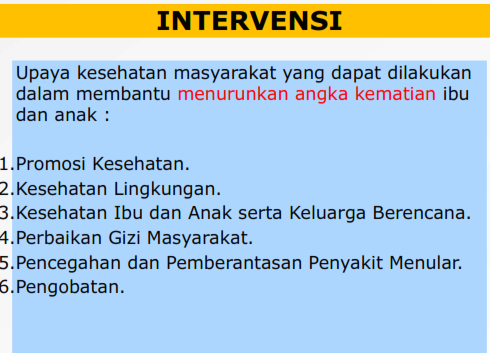 INTERVENSI
Upaya kesehatan masyarakat yang dapat dilakukan
dalam membantu menurunkan angka kematian ibu
dan anak :
1.Promosi Kesehatan.
2.Kesehatan Lingkungan.
3.Kesehatan Ibu dan Anak serta Keluarga Berencana.
4.Perbaikan Gizi Masyarakat.
5.Pencegahan dan Pemberantasan Penyakit Menular.
6.Pengobatan.